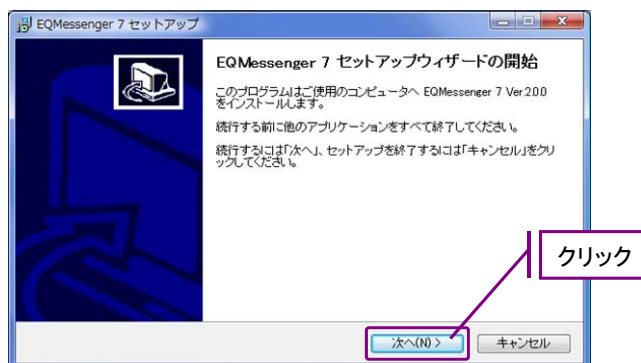 EQMessenger 7 セットアップ
EQMessenger 7 セットアップウィザードの開始
このプログラムはご使用のコンピュータへ EQMessenger 7 Ver.2.0.0
をインストールします。
続行する前に他のアプリケーションをすべて終了してください。
続行するには「次へ」、セットアップを終了するには「キャンセル」をクリ
ックしてください。
クリック
次へ(N) >
キャンセル